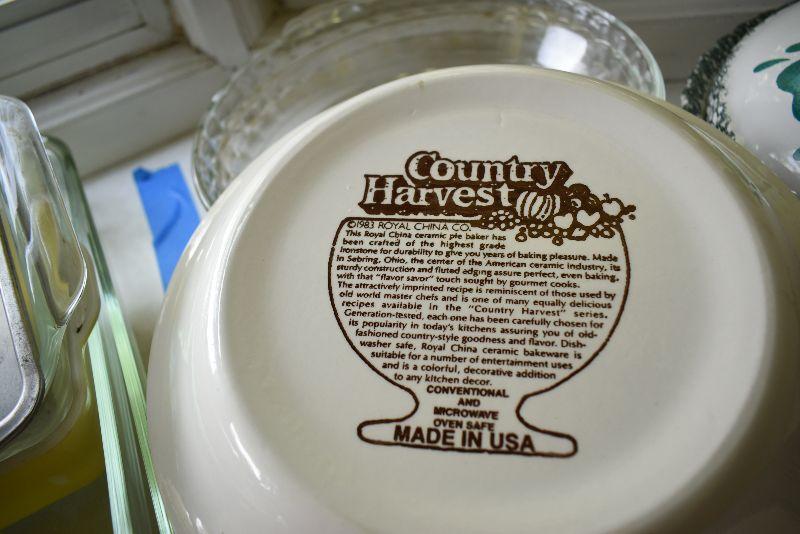 Country
Harvest
©1983 ROYAL CHINA CO.
This Royal China ceramic pie baker has
been crafted of the highest grade
Ironstone for durability to give you years of baking pleasure. Made
in Sebring, Ohio, the center of the American ceramic industry, its
sturdy construction and fluted edging assure perfect, even baking,
with that "flavor savor" touch sought by gourmet cooks.
The attractively imprinted recipe is reminiscent of those used by
old world master chefs and is one of many equally delicious
recipes available in the "Country Harvest" series.
Generation-tested, each one has been carefully chosen for
its popularity in today's kitchens assuring you of old-
fashioned country-style goodness and flavor. Dish-
washer safe, Royal China ceramic bakeware is
suitable for a number of entertainment uses
and is a colorful, decorative addition
to any kitchen decor.
CONVENTIONAL
AND
MICROWAVE
OVEN SAFE
MADE IN USA